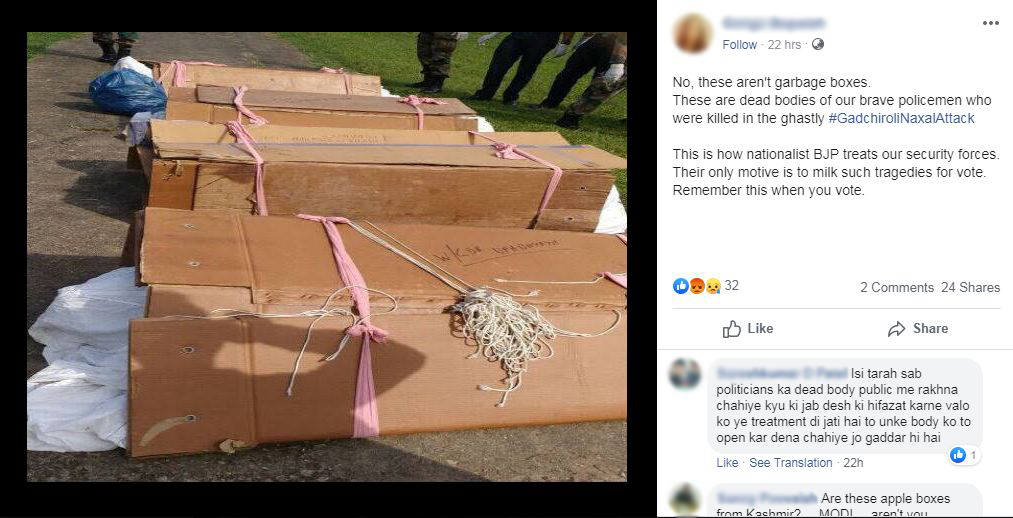 Follow · 22 hrs ·
No, these aren't garbage boxes.
These are dead bodies of our brave policemen who
were killed in the ghastly #GadchiroliNaxalAttack
This is how nationalist BJP treats our security forces.
Their only motive is to milk such tragedies for vote.
Remember this when you vote.
32
2 Comments 24 Shares
Like
Share
Isi tarah sab
politicians ka dead body public me rakhna
chahiye kyu ki jab desh ki hifazat karne valo
ko ye treatment di jati hai to unke body ko to
open kar dena chahiye jo gaddar hi hai
1
Like · See Translation · 22h
Are these apple boxes
from Kashmir? MODI aren't you